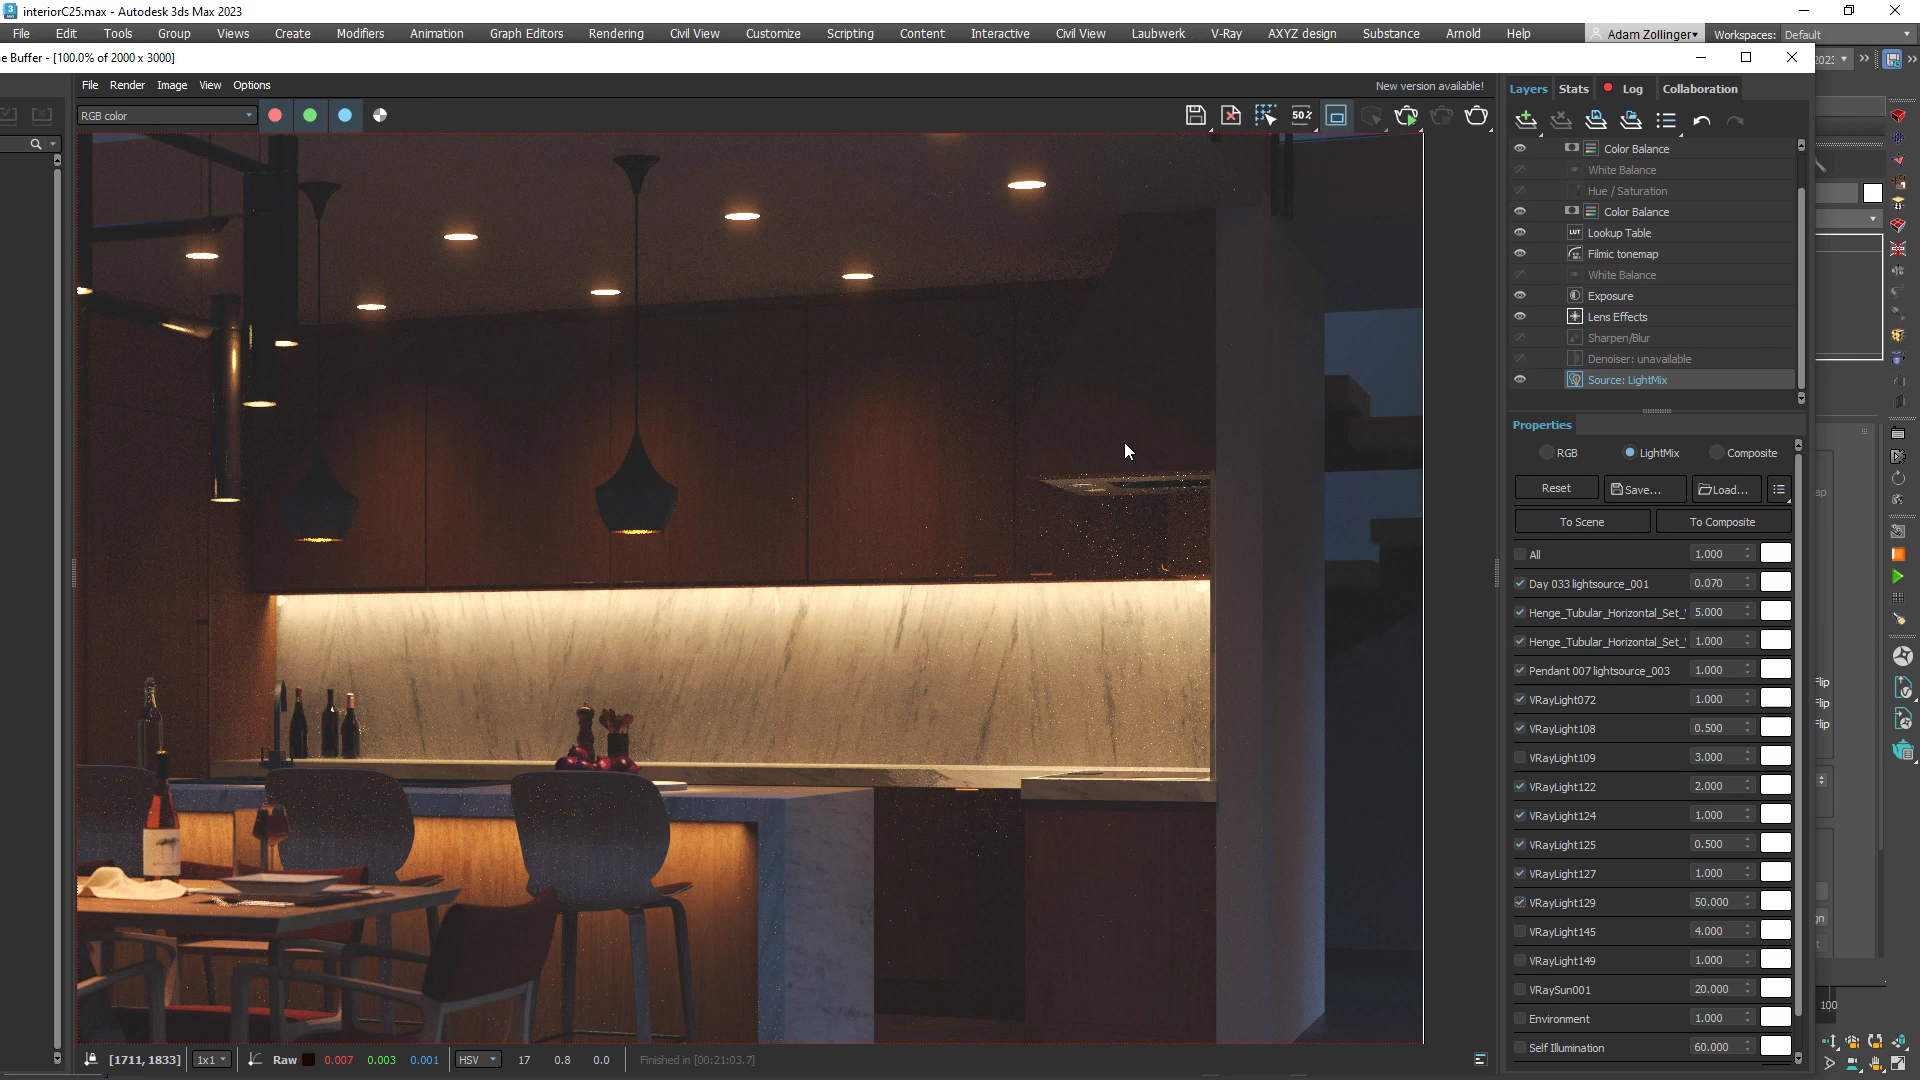 interiorC25.max - Autodesk 3ds Max 2023
File Edit Tools Group Views Create Modifiers Animation Graph Editors Rendering Civil View Customize Scripting Content Interactive Civil View Laubwerk V-Ray AXYZ design Substance Arnold Help Adam Zollinger Workspaces: Default
e Buffer - [100.0% of 2000 x 3000]
File Render Image View Options New version available!
Layers Stats Log Collaboration
RGB color
50%
Color Balance
White Balance
Hue / Saturation
Color Balance
LUT Lookup Table
Filmic tonemap
White Balance
Exposure
Lens Effects
Sharpen/Blur
Denoiser: unavailable
Source: LightMix
Properties
RGB LightMix Composite
Reset Save... Load...
To Scene To Composite
All 1.000
Day 033 lightsource_001 0.070
Henge_Tubular_Horizontal_Set_ 5.000
Henge_Tubular_Horizontal_Set_ 1.000
Pendant 007 lightsource_003 1.000
VRayLight072 1.000
VRayLight108 0.500
VRayLight109 3.000
VRayLight122 2.000
VRayLight124 1.000
VRayLight125 0.500
VRayLight127 1.000
VRayLight129 50.000
VRayLight145 4.000
VRayLight149 1.000
VRaySun001 20.000
Environment 1.000
Self Illumination 60.000
Flip
Flip
Flip
100
[1711, 1833] 1x1 Raw 0.007 0.003 0.001 HSV 17 0.8 0.0 Finished in [00:21:03.7]